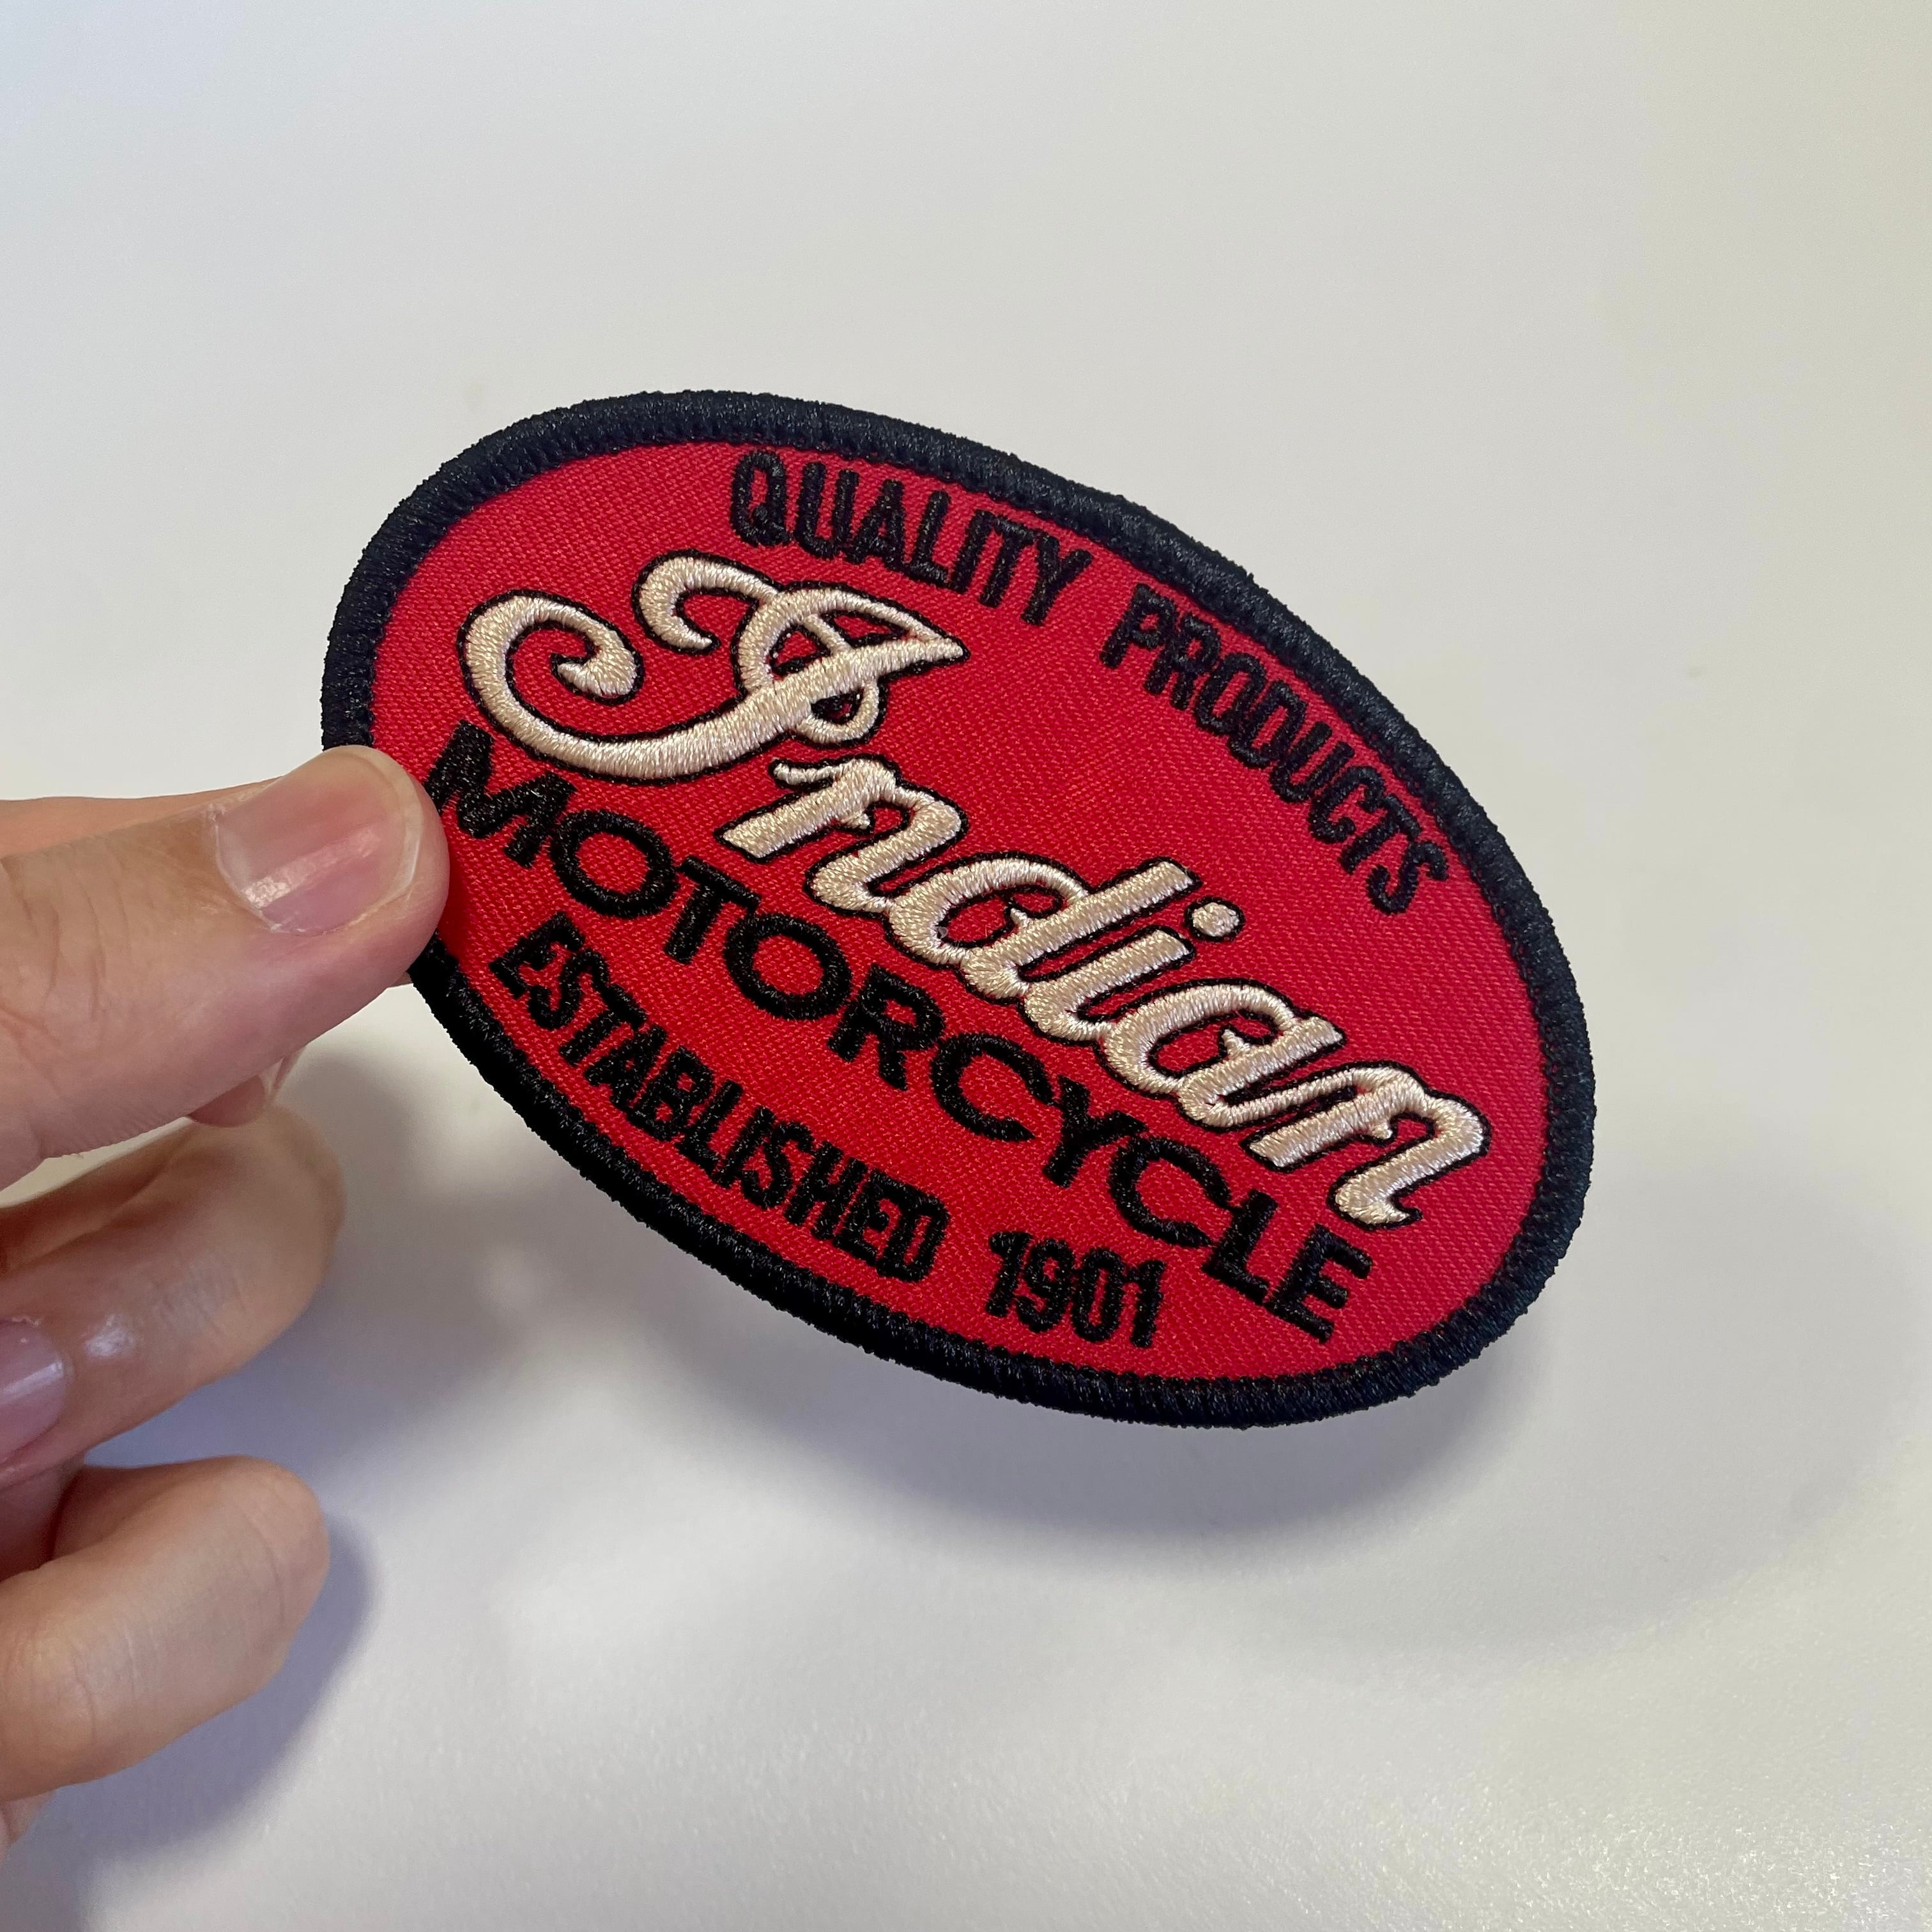 QUALITY PRODUCTS
Indian
MOTORCYCLE
ESTABLISHED 1901